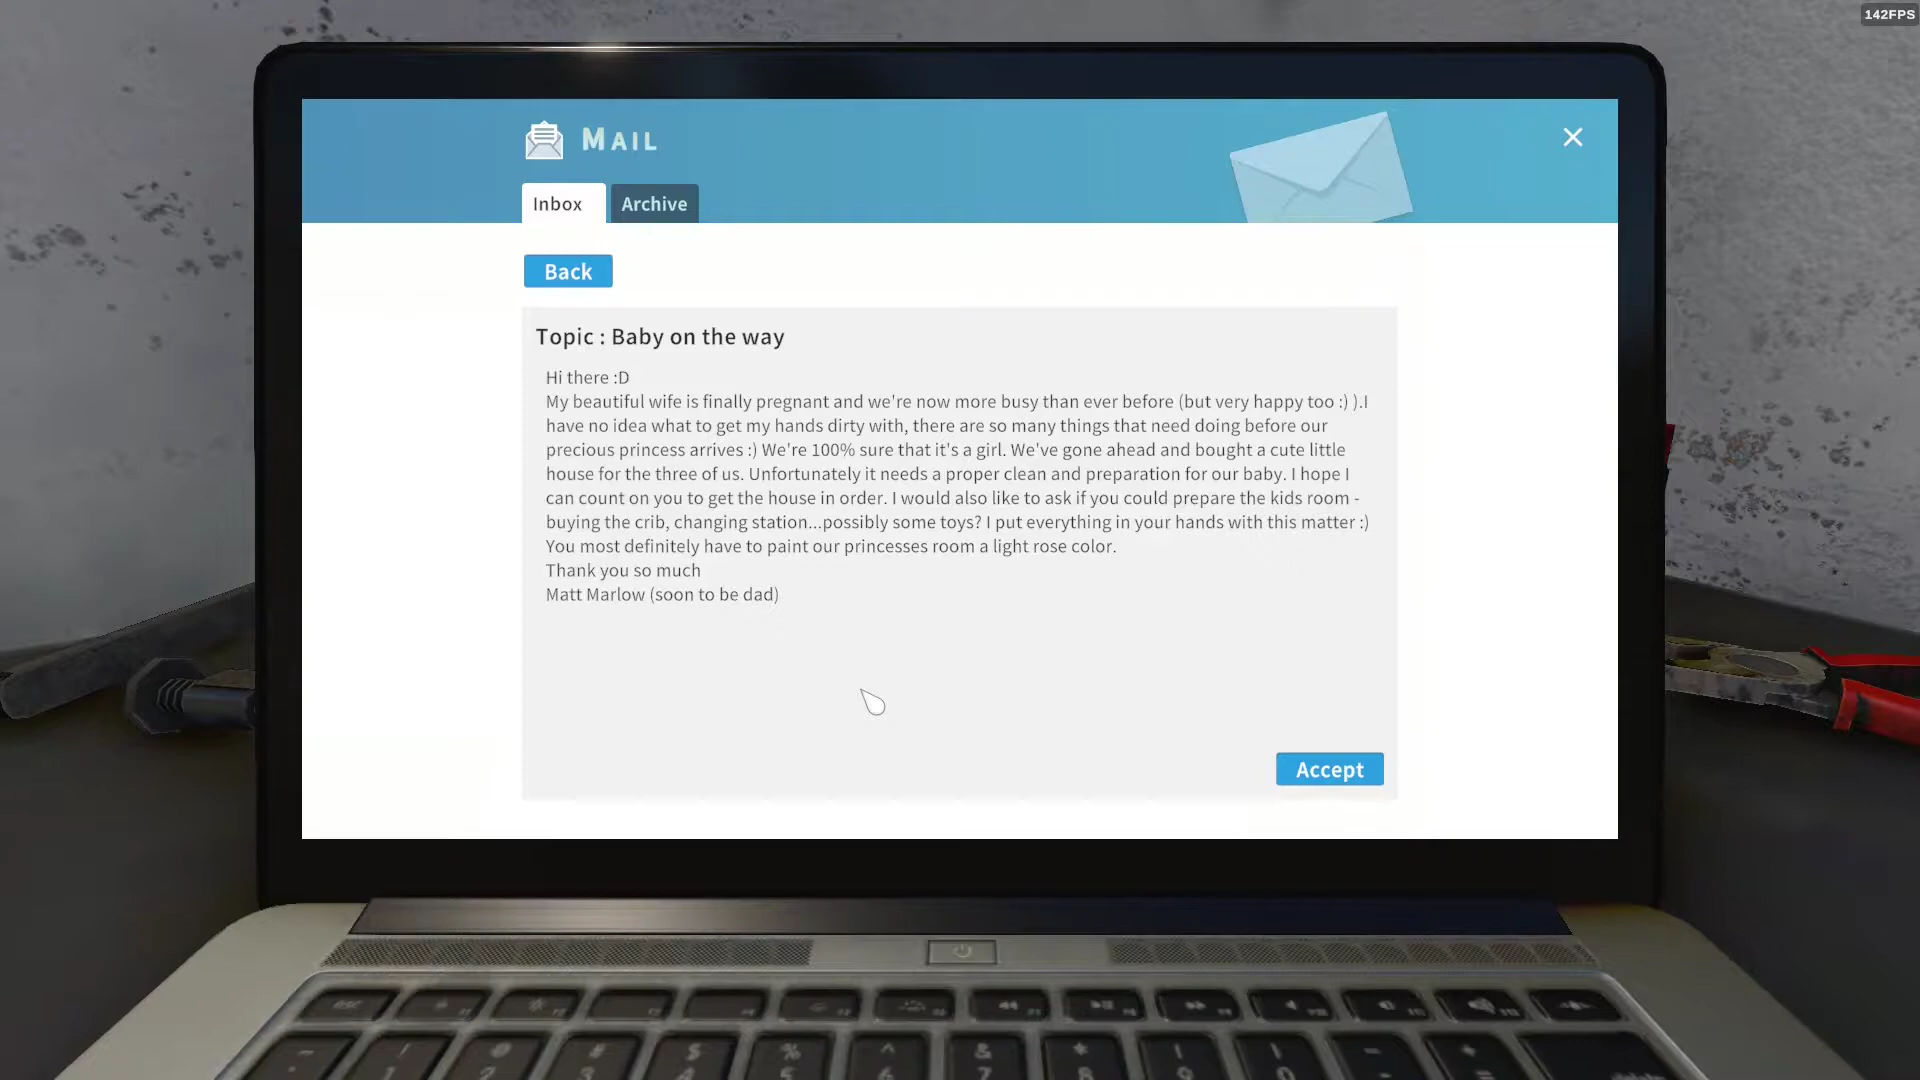 142FPS
MAIL
Inbox
Archive
Back
Topic : Baby on the way
Hi there :D
My beautiful wife is finally pregnant and we're now more busy than ever before (but very happy too :) ).I
have no idea what to get my hands dirty with, there are so many things that need doing before our
precious princess arrives :) We're 100% sure that it's a girl. We've gone ahead and bought a cute little
house for the three of us. Unfortunately it needs a proper clean and preparation for our baby. I hope I
can count on you to get the house in order. I would also like to ask if you could prepare the kids room -
buying the crib, changing station...possibly some toys? I put everything in your hands with this matter :)
You most definitely have to paint our princesses room a light rose color.
Thank you so much
Matt Marlow (soon to be dad)
Accept